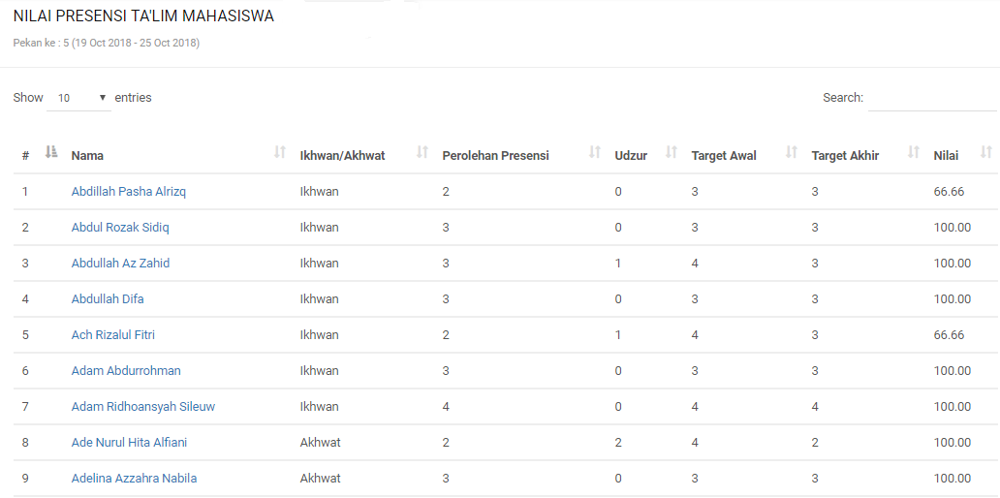 NILAI PRESENSI TA'LIM MAHASISWA
Pekan ke : 5 (19 Oct 2018 - 25 Oct 2018)
Show 10 entries Search:
# Nama Ikhwan/Akhwat Perolehan Presensi Udzur Target Awal Target Akhir Nilai
1 Abdillah Pasha Alrizq Ikhwan 2 0 3 3 66.66
2 Abdul Rozak Sidiq Ikhwan 3 0 3 3 100.00
3 Abdullah Az Zahid Ikhwan 3 1 4 3 100.00
4 Abdullah Difa Ikhwan 3 0 3 3 100.00
5 Ach Rizalul Fitri Ikhwan 2 1 4 3 66.66
6 Adam Abdurrohman Ikhwan 3 0 3 3 100.00
7 Adam Ridhoansyah Sileuw Ikhwan 4 0 4 4 100.00
8 Ade Nurul Hita Alfiani Akhwat 2 2 4 2 100.00
9 Adelina Azzahra Nabila Akhwat 3 0 3 3 100.00